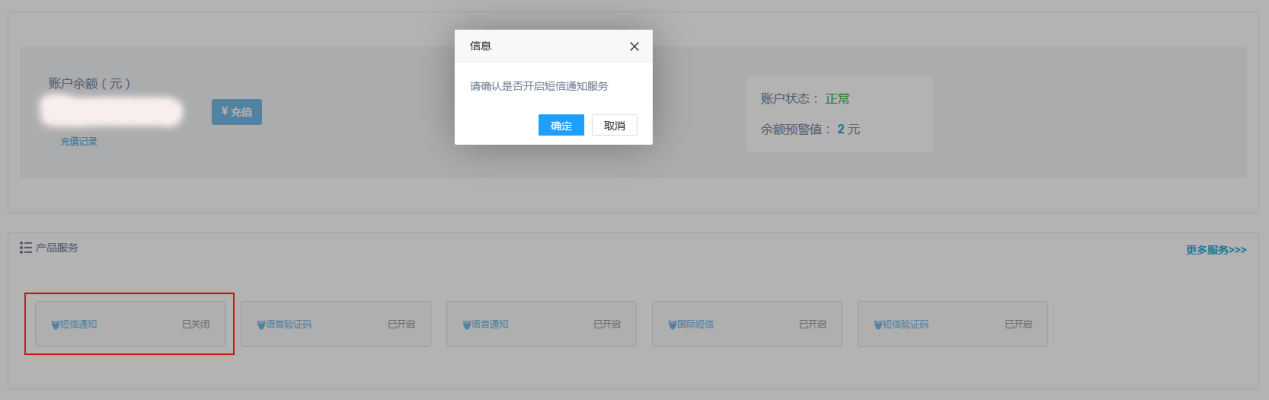 信息
请确认是否开启短信通知服务
确定 取消
账户余额（元）
¥ 充值
充值记录
账户状态： 正常
余额预警值： 2 元
产品服务
更多服务>>>
短信通知 已关闭
语音验证码 已开启
语音通知 已开启
国际短信 已开启
短信验证码 已开启